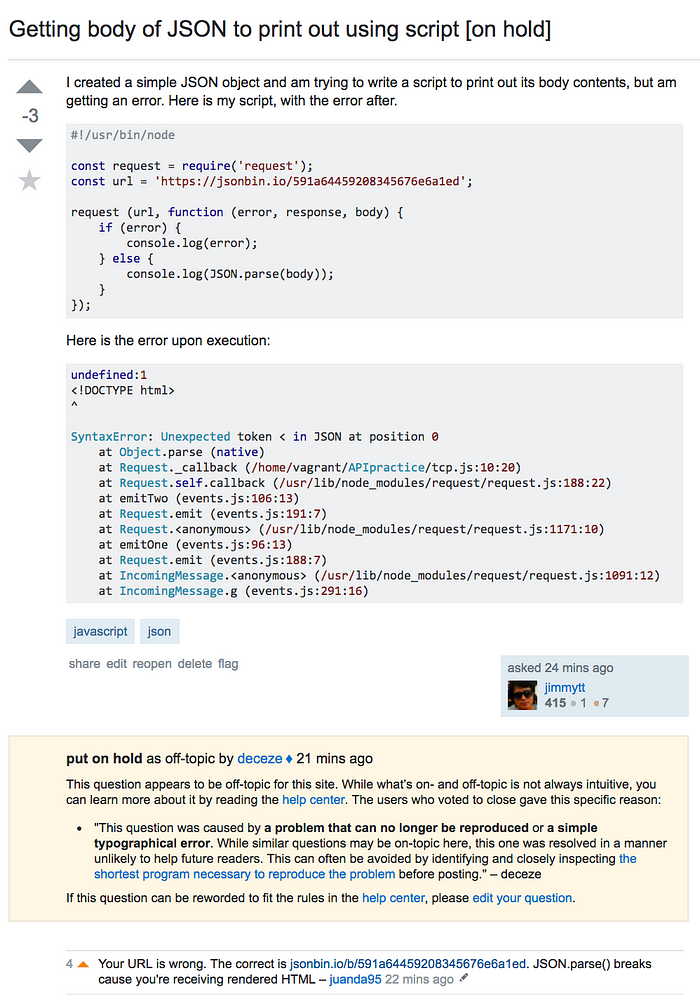 Getting body of JSON to print out using script [on hold]
I created a simple JSON object and am trying to write a script to print out its body contents, but am
getting an error. Here is my script, with the error after.
-3
#!/usr/bin/node
const request = require('request');
const url = 'https://jsonbin.io/591a64459208345676e6a1ed';
request (url, function (error, response, body) {
    if (error) {
        console.log(error);
    } else {
        console.log(JSON.parse(body));
    }
});
Here is the error upon execution:
undefined:1
<!DOCTYPE html>
^
SyntaxError: Unexpected token < in JSON at position 0
    at Object.parse (native)
    at Request._callback (/home/vagrant/APIpractice/tcp.js:10:20)
    at Request.self.callback (/usr/lib/node_modules/request/request.js:188:22)
    at emitTwo (events.js:106:13)
    at Request.emit (events.js:191:7)
    at Request.<anonymous> (/usr/lib/node_modules/request/request.js:1171:10)
    at emitOne (events.js:96:13)
    at Request.emit (events.js:188:7)
    at IncomingMessage.<anonymous> (/usr/lib/node_modules/request/request.js:1091:12)
    at IncomingMessage.g (events.js:291:16)
javascript json
share edit reopen delete flag
asked 24 mins ago
jimmytt
415 ● 1 ● 7
put on hold as off-topic by deceze ♦ 21 mins ago
This question appears to be off-topic for this site. While what's on- and off-topic is not always intuitive, you
can learn more about it by reading the help center. The users who voted to close gave this specific reason:
• "This question was caused by a problem that can no longer be reproduced or a simple
typographical error. While similar questions may be on-topic here, this one was resolved in a manner
unlikely to help future readers. This can often be avoided by identifying and closely inspecting the
shortest program necessary to reproduce the problem before posting." – deceze
If this question can be reworded to fit the rules in the help center, please edit your question.
4 Your URL is wrong. The correct is jsonbin.io/b/591a64459208345676e6a1ed. JSON.parse() breaks
cause you're receiving rendered HTML – juanda95 22 mins ago